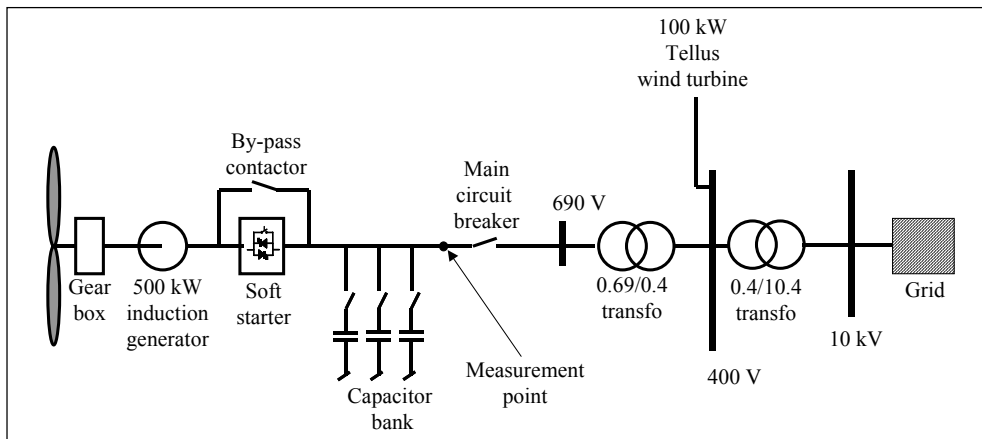 100 kW
Tellus
wind turbine
By-pass
contactor
Main
circuit
breaker
690 V
Gear
box
500 kW
induction
generator
Soft
starter
0.69/0.4
transfo
0.4/10.4
transfo
Grid
10 kV
400 V
Measurement
point
Capacitor
bank